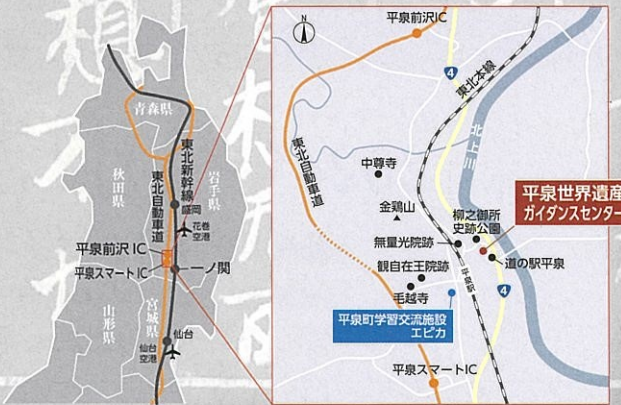 青森県
秋田県
岩手県
東北新幹線
東北自動車道
盛岡
花巻
空港
平泉前沢 IC
平泉スマート IC
一ノ関
山形県
宮城県
仙台
仙台
空港
N
平泉前沢IC
4
東北本線
東北自動車道
北上川
中尊寺
金鶏山
柳之御所
史跡公園
平泉世界遺産
ガイダンスセンター
無量光院跡
道の駅平泉
平泉駅
観自在王院跡
毛越寺
4
平泉町学習交流施設
エピカ
平泉スマートIC